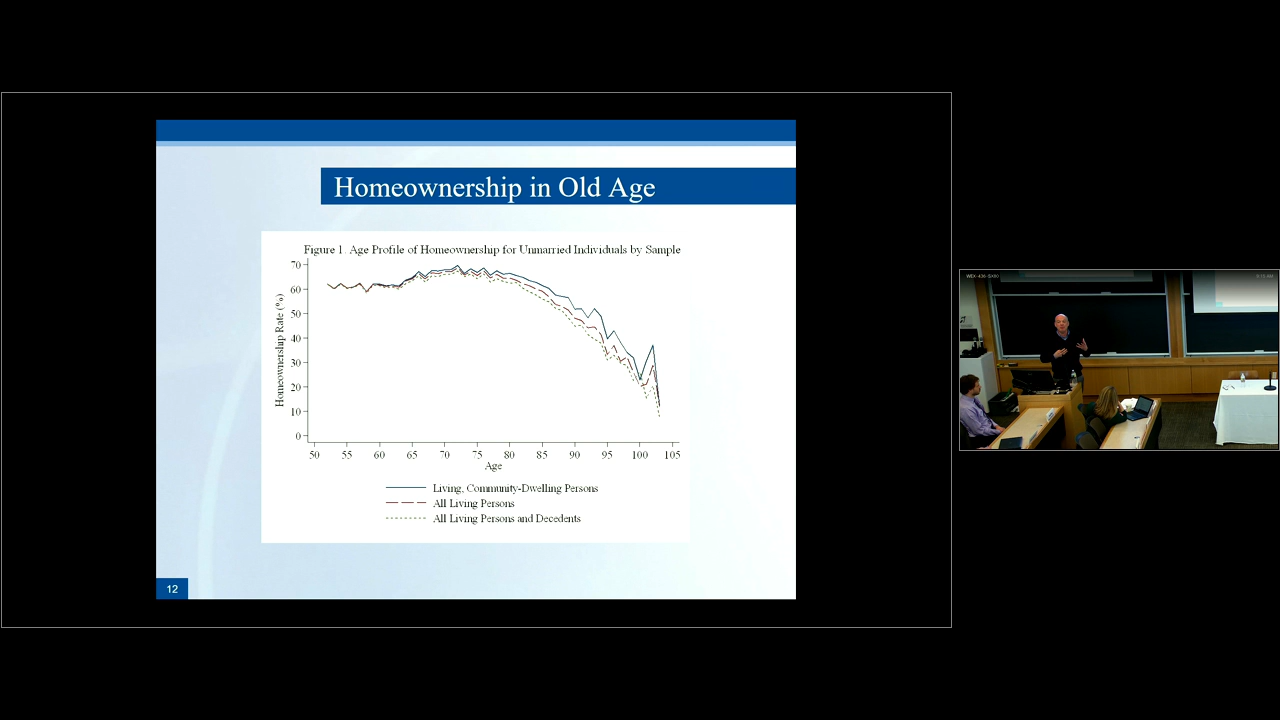 Homeownership in Old Age
Figure 1. Age Profile of Homeownership for Unmarried Individuals by Sample
Homeownership Rate (%)
70
60
50
40
30
20
10
0
50 55 60 65 70 75 80 85 90 95 100 105
Age
Living, Community-Dwelling Persons
All Living Persons
All Living Persons and Decedents
12